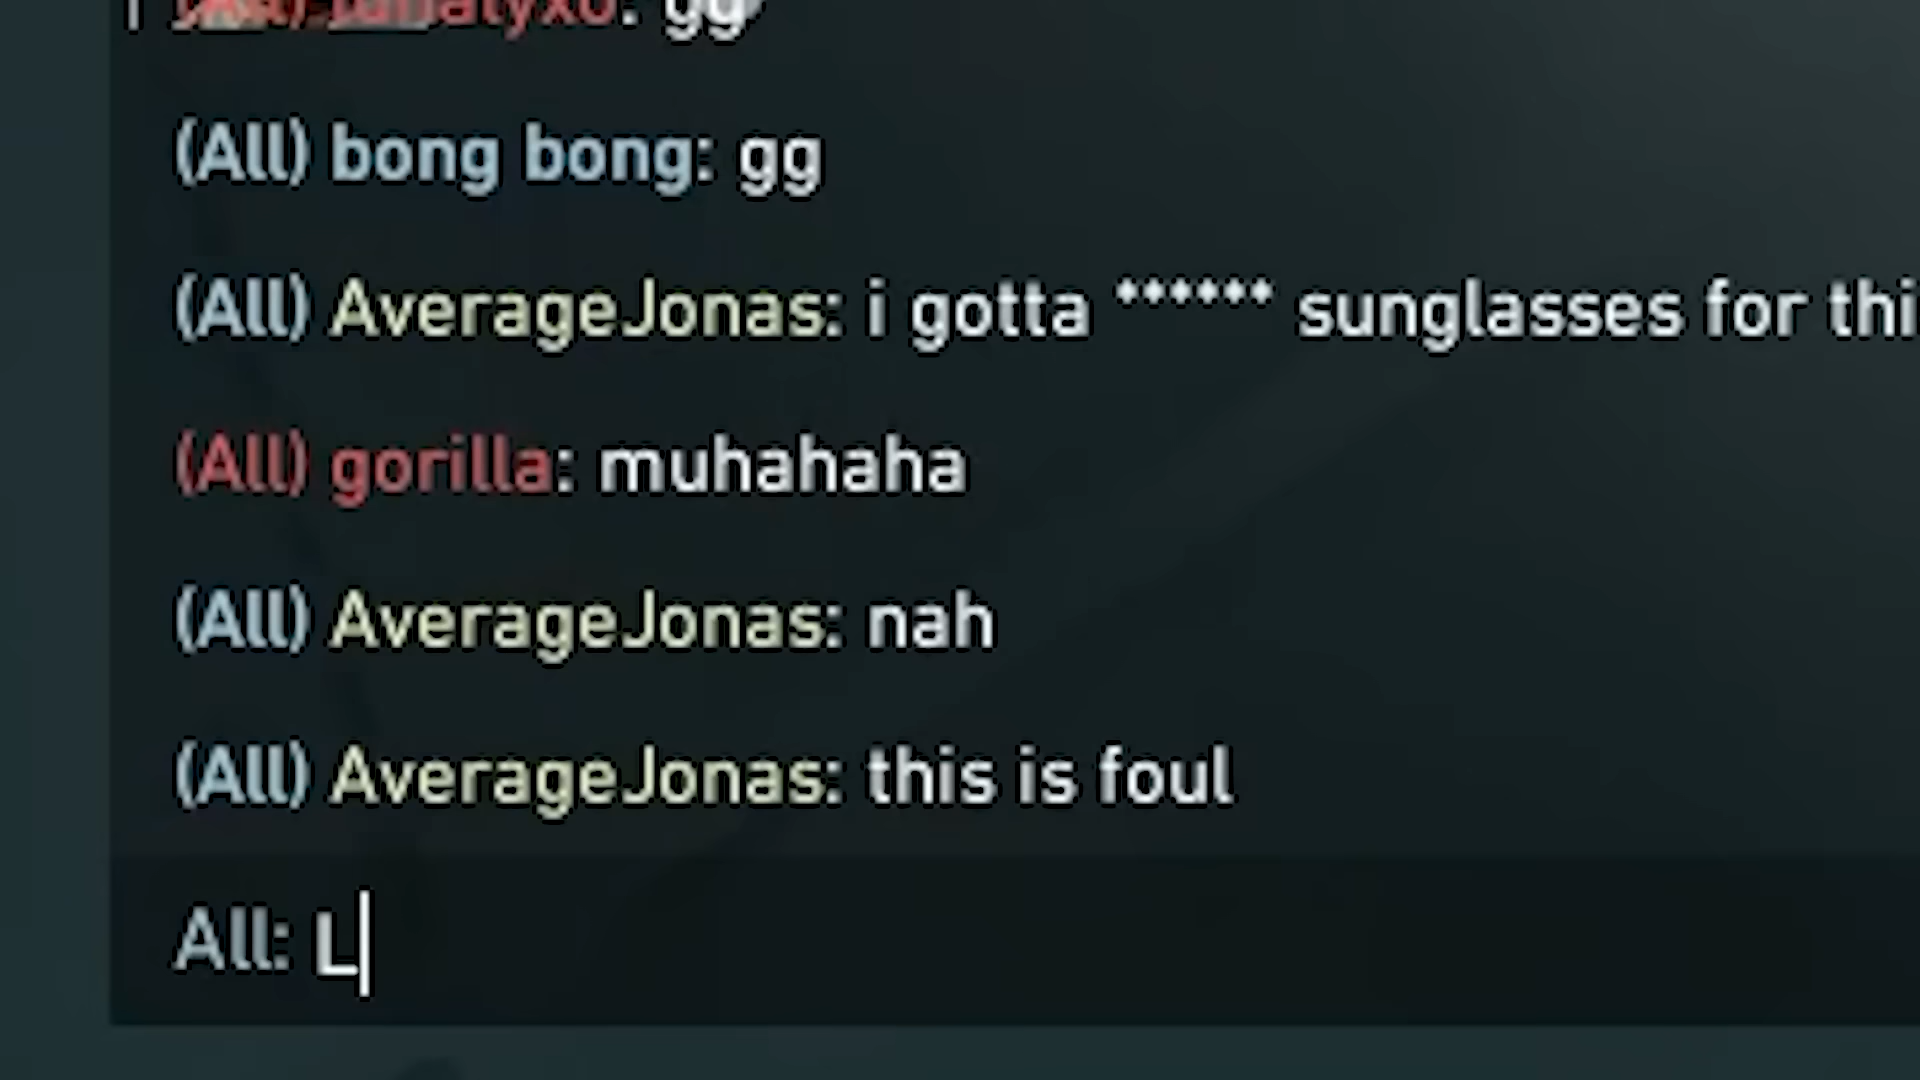 gg
(All) bong bong: gg
(All) AverageJonas: i gotta ****** sunglasses for thi
(All) gorilla: muhahaha
(All) AverageJonas: nah
(All) AverageJonas: this is foul
All: L